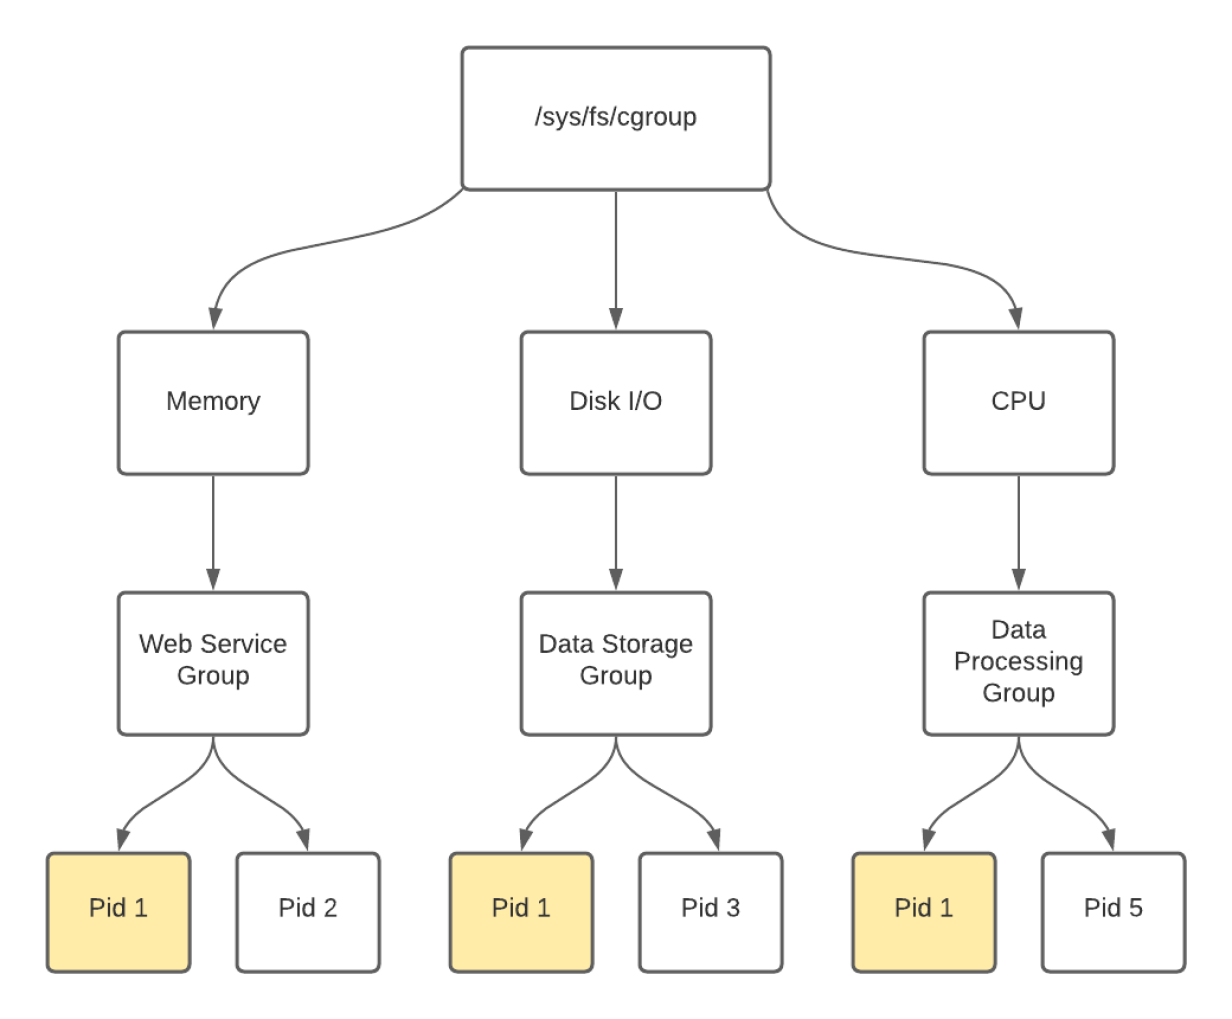 /sys/fs/cgroup
Memory
Disk I/O
CPU
Web Service
Group
Data Storage
Group
Data
Processing
Group
Pid 1
Pid 2
Pid 1
Pid 3
Pid 1
Pid 5